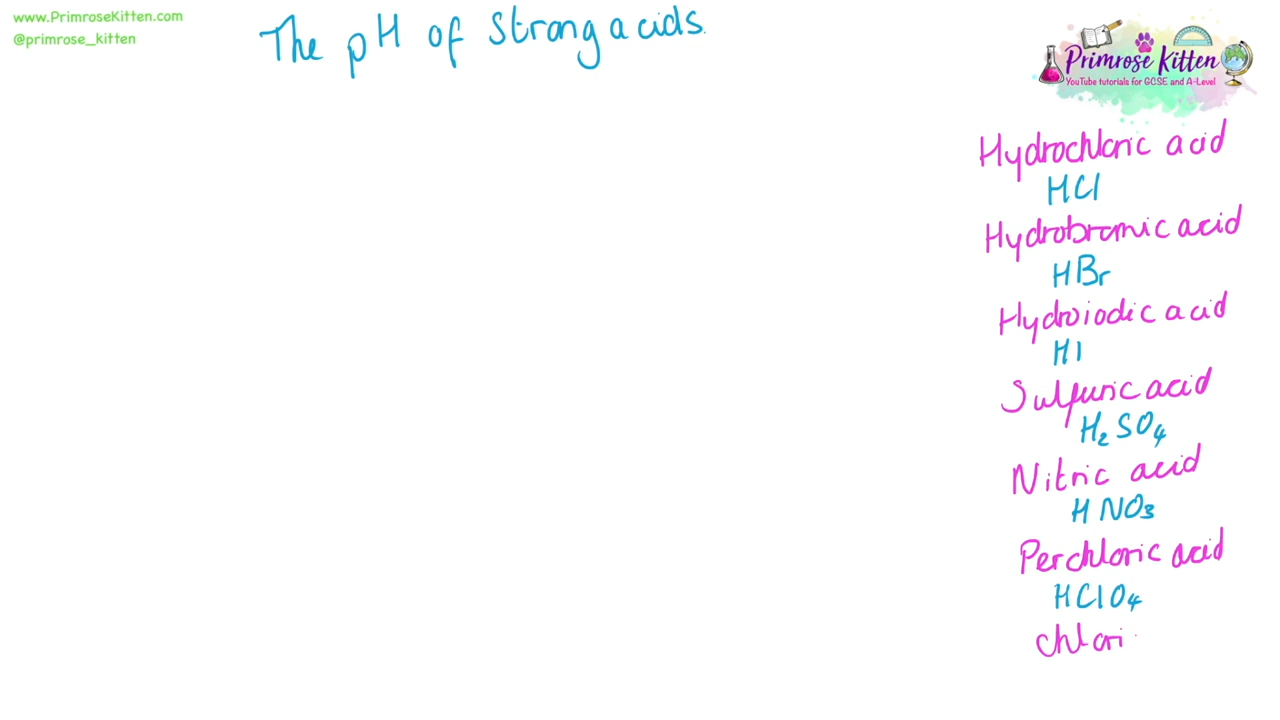 www.PrimroseKitten.com
@primrose_kitten
The pH of Strong acids.
Primrose Kitten
YouTube tutorials for GCSE and A-Level
Hydrochloric acid
HCl
Hydrobromic acid
HBr
Hydroiodic acid
HI
Sulfuric acid
H₂SO₄
Nitric acid
HNO₃
Perchloric acid
HClO₄
Chlori